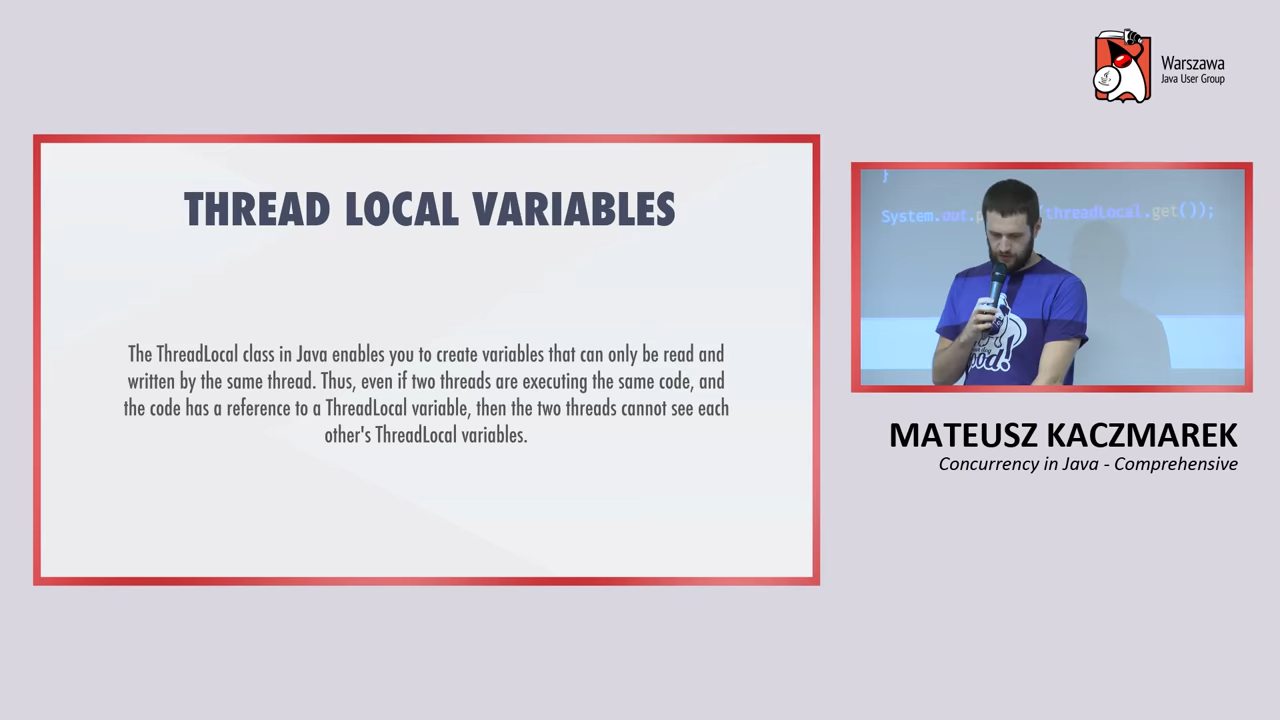 Warszawa
Java User Group
THREAD LOCAL VARIABLES
The ThreadLocal class in Java enables you to create variables that can only be read and
written by the same thread. Thus, even if two threads are executing the same code, and
the code has a reference to a ThreadLocal variable, then the two threads cannot see each
other's ThreadLocal variables.
}
System.out.p (threadLocal.get());
MATEUSZ KACZMAREK
Concurrency in Java - Comprehensive